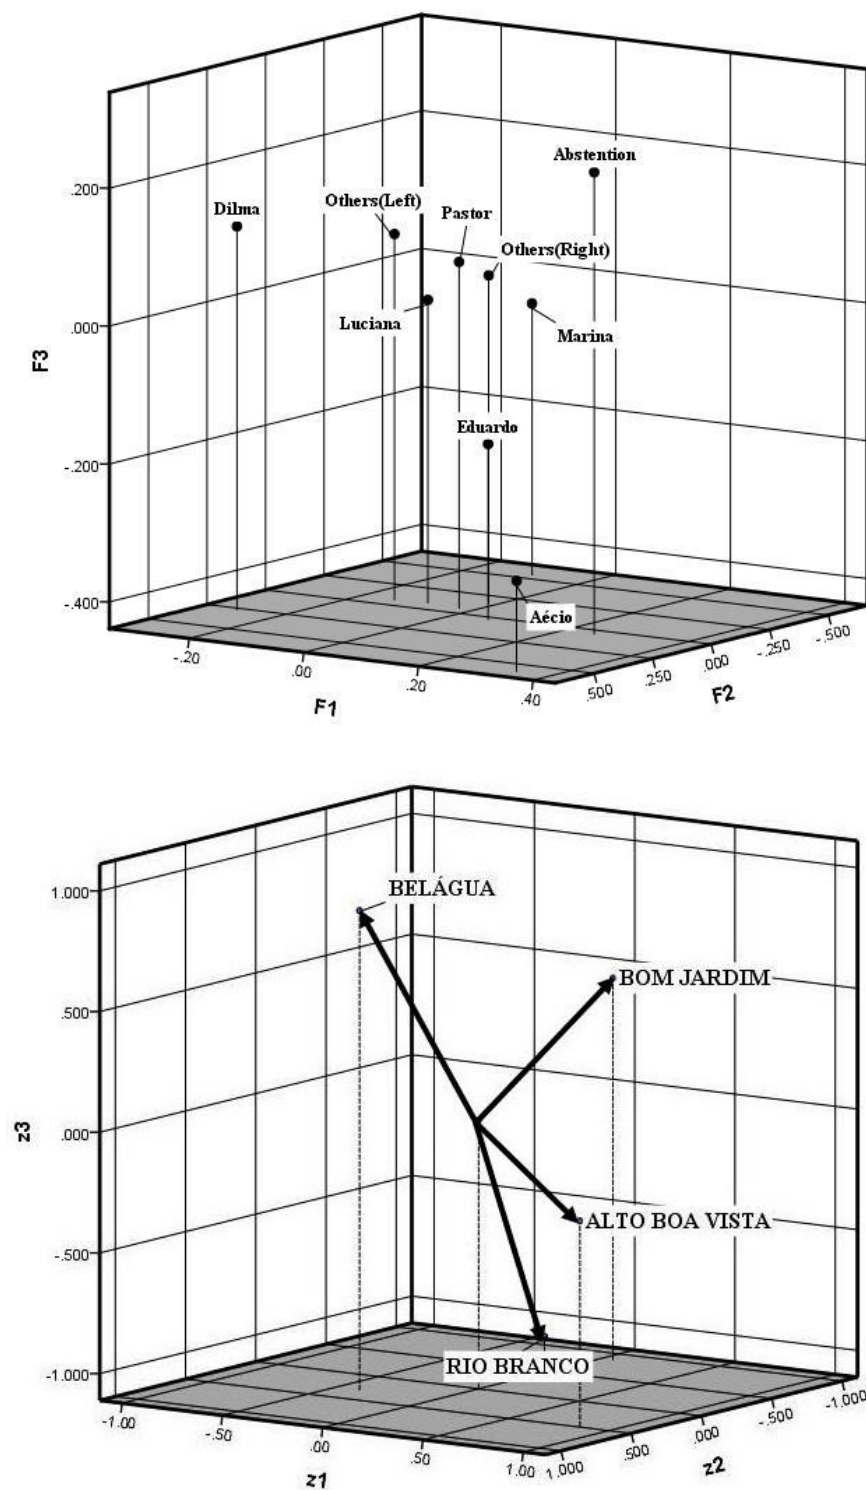 Abstention
.200
Others(Left)
Dilma
Pastor
Others(Right)
.000
Luciana
Marina
F3
Eduardo
-.200
-.400
Aécio
-.20
.00
.20
.40
F1
.500
.250
.000
-.250
-.500
F2
1.000
BELÁGUA
BOM JARDIM
.500
z3
.000
ALTO BOA VISTA
-.500
RIO BRANCO
-1.000
-1.00
-.50
.00
.50
1.00
z1
1.000
.500
.000
-.500
-1.000
z2